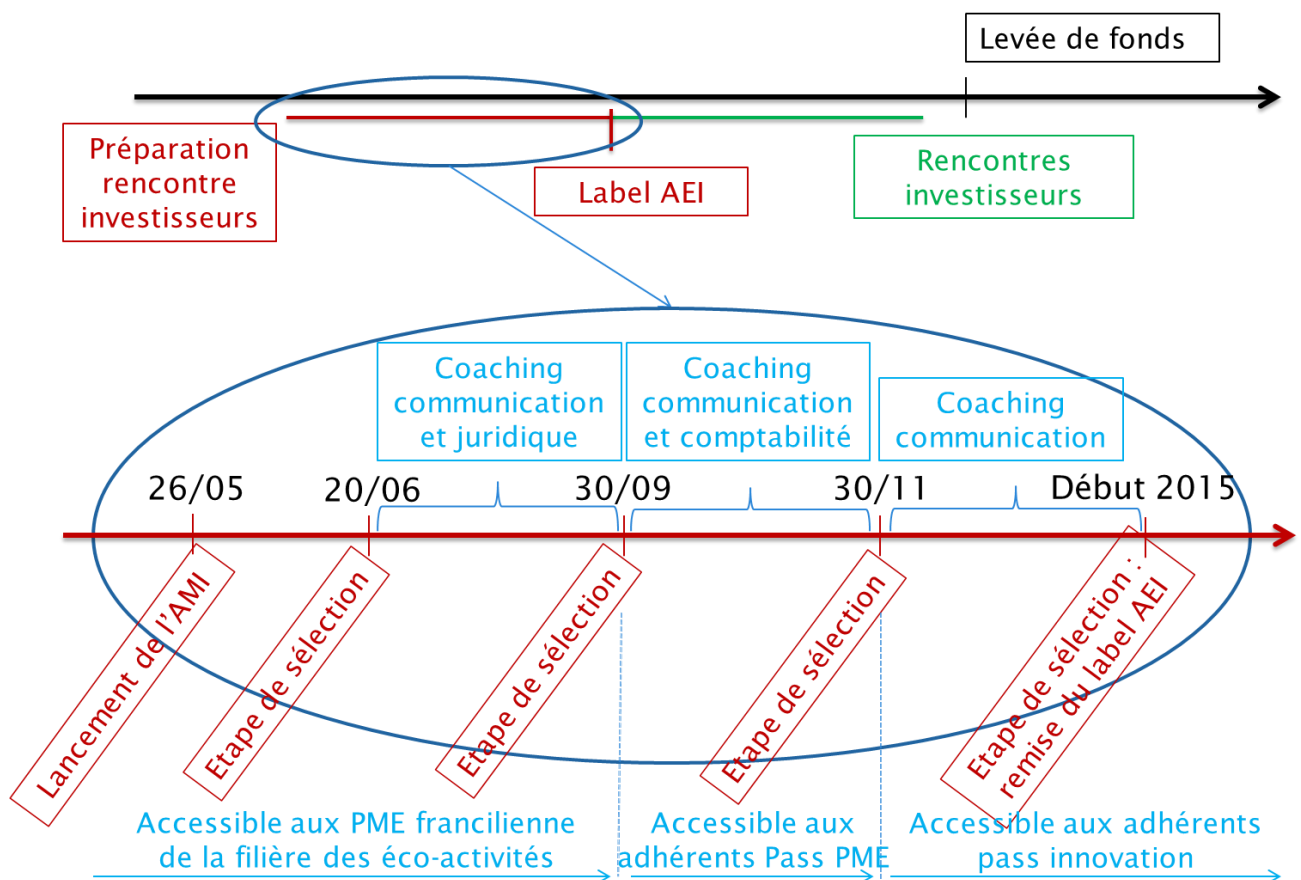 Levée de fonds
Préparation
rencontre
investisseurs
Label AEI
Rencontres
investisseurs
Coaching
communication
et juridique
Coaching
communication
et comptabilité
Coaching
communication
26/05
20/06
30/09
30/11
Début 2015
Lancement de l'AMI
Etape de sélection
Etape de sélection
Etape de sélection
Etape de sélection :
remise du label AEI
Accessible aux PME francilienne
de la filière des éco-activités
Accessible aux
adhérents Pass PME
Accessible aux adhérents
pass innovation